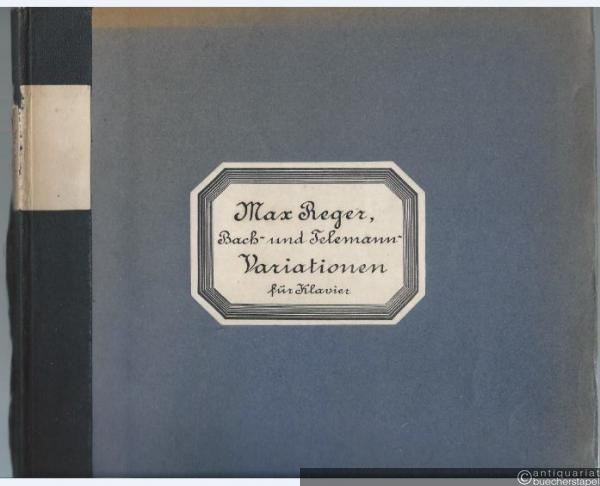 Max Reger,
Bach- und Telemann-
Variationen
für Klavier
© antiquariat
buecherstapel